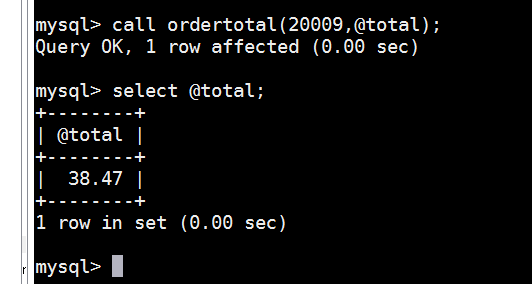 mysql> call ordertotal(20009,@total);
Query OK, 1 row affected (0.00 sec)
mysql> select @total;
+--------+
| @total |
+--------+
|  38.47 |
+--------+
1 row in set (0.00 sec)
mysql>